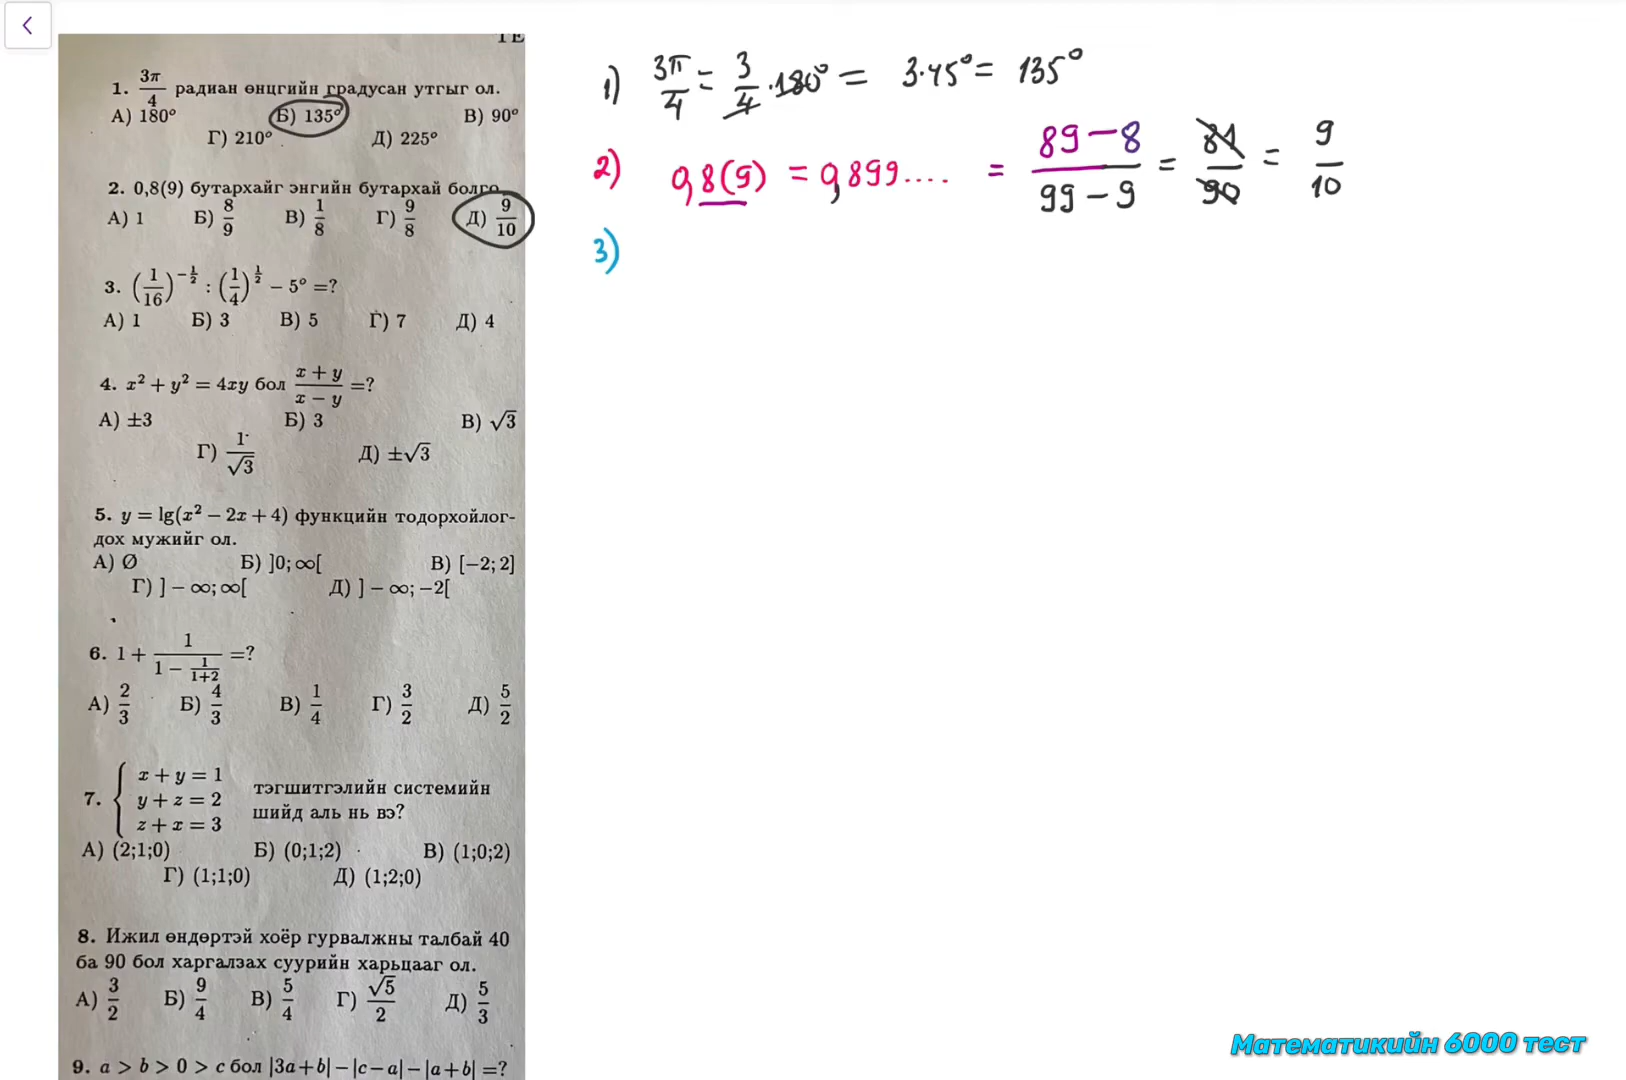 ТЕ
1. 3π/4 радиан өнцгийн градусан утгыг ол.
А) 180° Б) 135° В) 90°
Г) 210° Д) 225°
2. 0,8(9) бутархайг энгийн бутархай болго.
А) 1 Б) 8/9 В) 1/8 Г) 9/8 Д) 9/10
3. (1/16)^(-1/2) : (1/4)^(1/2) − 5° =?
А) 1 Б) 3 В) 5 Г) 7 Д) 4
4. x² + y² = 4xy бол (x + y)/(x − y) =?
А) ±3 Б) 3 В) √3
Г) 1/√3 Д) ±√3
5. y = lg(x² − 2x + 4) функцийн тодорхойлог-
дох мужийг ол.
А) Ø Б) ]0; ∞[ В) [−2; 2]
Г) ] − ∞; ∞[ Д) ] − ∞; −2[
6. 1 + 1/(1 − 1/(1+2)) =?
А) 2/3 Б) 4/3 В) 1/4 Г) 3/2 Д) 5/2
7. { x + y = 1
y + z = 2
z + x = 3
тэгшитгэлийн системийн
шийд аль нь вэ?
А) (2;1;0) Б) (0;1;2) В) (1;0;2)
Г) (1;1;0) Д) (1;2;0)
8. Ижил өндөртэй хоёр гурвалжны талбай 40
ба 90 бол харгалзах суурийн харьцааг ол.
А) 3/2 Б) 9/4 В) 5/4 Г) √5/2 Д) 5/3
9. a > b > 0 > c бол |3a+b|−|c−a|−|a+b| =?
1) 3π/4 = 3/4 · 180° = 3·45° = 135°
2) 0,8(9) = 0,899.... = (89 − 8)/(99 − 9) = 81/90 = 9/10
3)
Математикийн 6000 тест